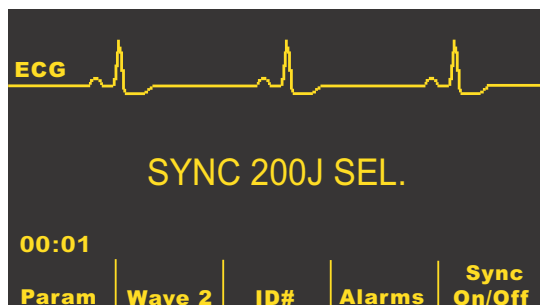 ECG
SYNC 200J SEL.
00:01
Param Wave 2 ID# Alarms Sync On/Off